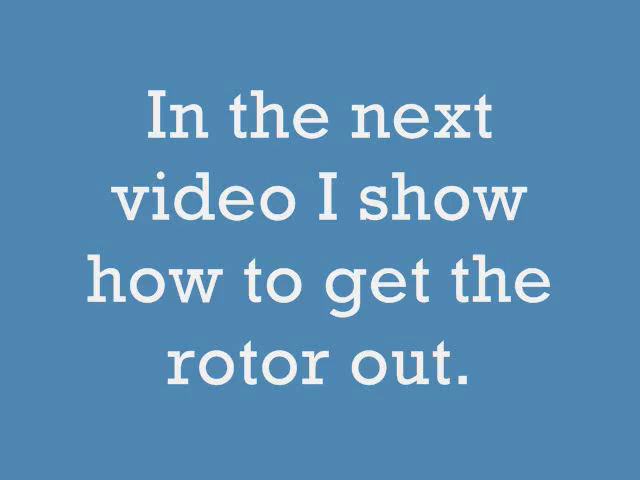 In the next
video I show
how to get the
rotor out.